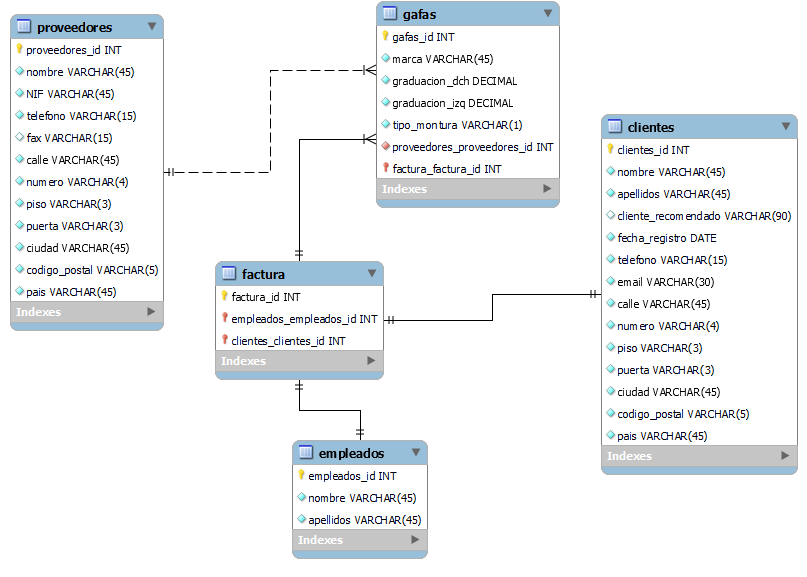 proveedores
proveedores_id INT
nombre VARCHAR(45)
NIF VARCHAR(45)
telefono VARCHAR(15)
fax VARCHAR(15)
calle VARCHAR(45)
numero VARCHAR(4)
piso VARCHAR(3)
puerta VARCHAR(3)
ciudad VARCHAR(45)
codigo_postal VARCHAR(5)
pais VARCHAR(45)
Indexes
gafas
gafas_id INT
marca VARCHAR(45)
graduacion_dch DECIMAL
graduacion_izq DECIMAL
tipo_montura VARCHAR(1)
proveedores_proveedores_id INT
factura_factura_id INT
Indexes
factura
factura_id INT
empleados_empleados_id INT
clientes_clientes_id INT
Indexes
empleados
empleados_id INT
nombre VARCHAR(45)
apellidos VARCHAR(45)
Indexes
clientes
clientes_id INT
nombre VARCHAR(45)
apellidos VARCHAR(45)
cliente_recomendado VARCHAR(90)
fecha_registro DATE
telefono VARCHAR(15)
email VARCHAR(30)
calle VARCHAR(45)
numero VARCHAR(4)
piso VARCHAR(3)
puerta VARCHAR(3)
ciudad VARCHAR(45)
codigo_postal VARCHAR(5)
pais VARCHAR(45)
Indexes